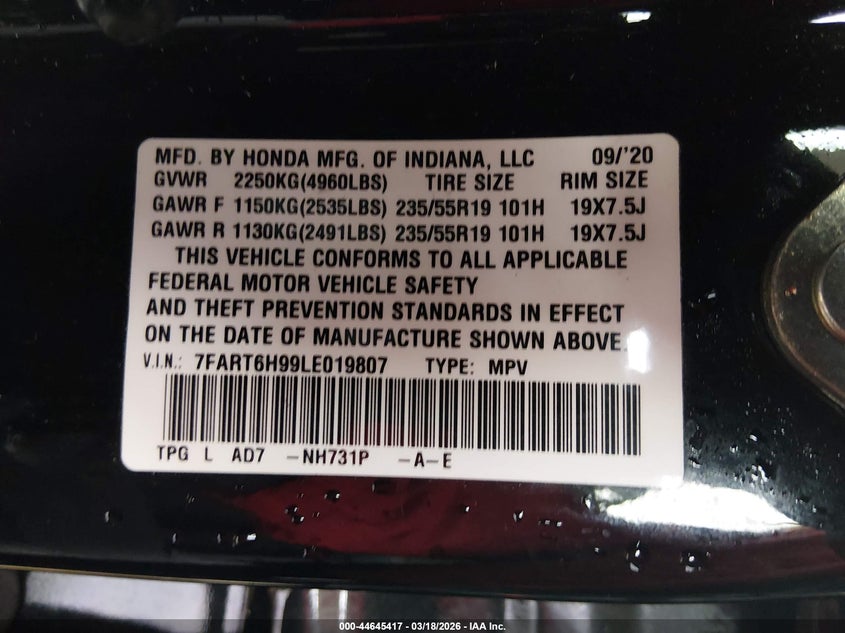 MFD. BY HONDA MFG. OF INDIANA, LLC 09/'20
GVWR 2250KG(4960LBS) TIRE SIZE RIM SIZE
GAWR F 1150KG(2535LBS) 235/55R19 101H 19X7.5J
GAWR R 1130KG(2491LBS) 235/55R19 101H 19X7.5J
THIS VEHICLE CONFORMS TO ALL APPLICABLE
FEDERAL MOTOR VEHICLE SAFETY
AND THEFT PREVENTION STANDARDS IN EFFECT
ON THE DATE OF MANUFACTURE SHOWN ABOVE.
V.I.N.: 7FART6H99LE019807 TYPE: MPV
TPG L AD7 -NH731P -A-E
000-44645417 - 03/18/2026 - IAA Inc.